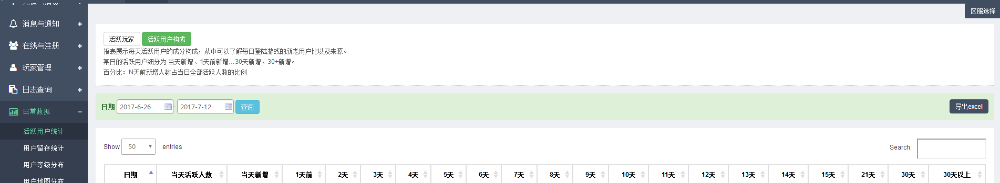 区服选择
消息与通知
在线与注册
玩家管理
日志查询
日常数据
活跃用户统计
用户留存统计
用户等级分布
用户地图分布
活跃玩家 活跃用户构成
报表展示每天活跃用户的成分构成，从中可以了解每日登陆游戏的新老用户比以及来源。
某日的活跃用户细分为 当天新增、1天前新增...30天新增、30+新增。
百分比：N天前新增人数占当日全部活跃人数的比例
日期 2017-6-26 - 2017-7-12 查询 导出excel
Show 50 entries Search:
日期 当天活跃人数 当天新增 1天前 2天 3天 4天 5天 6天 7天 8天 9天 10天 11天 12天 13天 14天 15天 21天 30天 30天以上